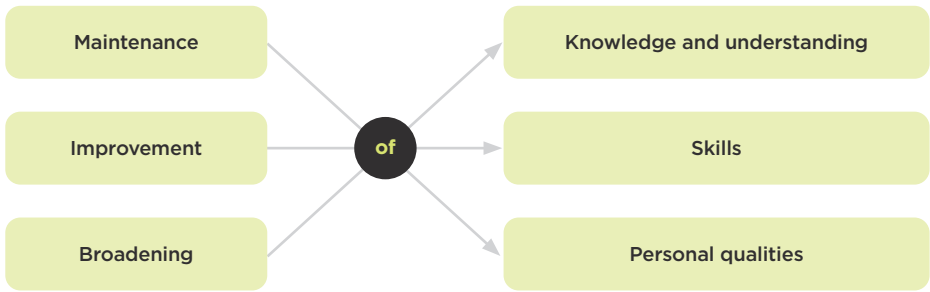 Maintenance
Improvement
Broadening
of
Knowledge and understanding
Skills
Personal qualities